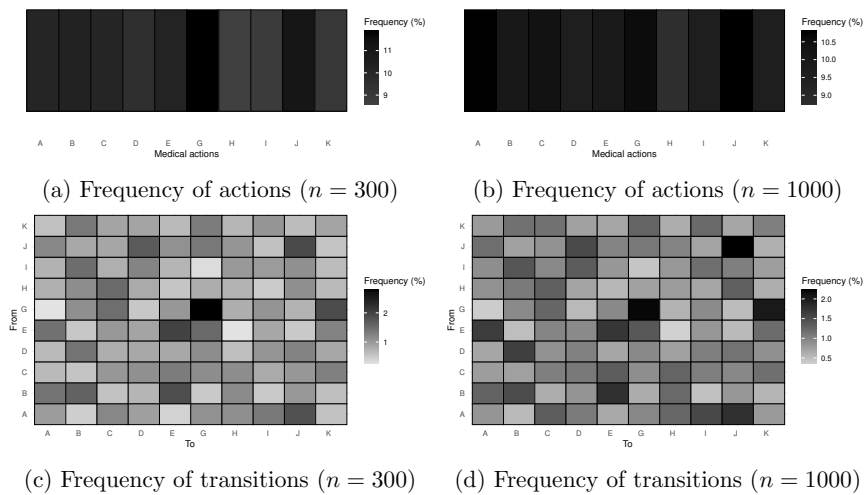 Frequency (%)
11
10
9
A B C D E G H I J K
Medical actions
(a) Frequency of actions (n = 300)
Frequency (%)
10.5
10.0
9.5
9.0
A B C D E G H I J K
Medical actions
(b) Frequency of actions (n = 1000)
K
J
I
H
G
E
D
C
B
A
From
A B C D E G H I J K
To
Frequency (%)
2
1
(c) Frequency of transitions (n = 300)
K
J
I
H
G
E
D
C
B
A
From
A B C D E G H I J K
To
Frequency (%)
2.0
1.5
1.0
0.5
(d) Frequency of transitions (n = 1000)